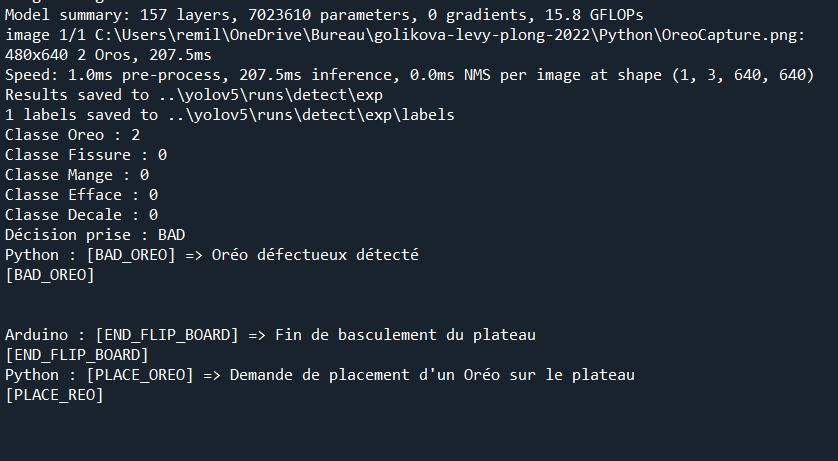 Model summary: 157 layers, 7023610 parameters, 0 gradients, 15.8 GFLOPs
image 1/1 C:\Users\remil\OneDrive\Bureau\golikova-levy-plong-2022\Python\OreoCapture.png:
480x640 2 Oros, 207.5ms
Speed: 1.0ms pre-process, 207.5ms inference, 0.0ms NMS per image at shape (1, 3, 640, 640)
Results saved to ..\yolov5\runs\detect\exp
1 labels saved to ..\yolov5\runs\detect\exp\labels
Classe Oreo : 2
Classe Fissure : 0
Classe Mange : 0
Classe Efface : 0
Classe Decale : 0
Décision prise : BAD
Python : [BAD_OREO] => Oréo défectueux détecté
[BAD_OREO]
Arduino : [END_FLIP_BOARD] => Fin de basculement du plateau
[END_FLIP_BOARD]
Python : [PLACE_OREO] => Demande de placement d'un Oréo sur le plateau
[PLACE_REO]